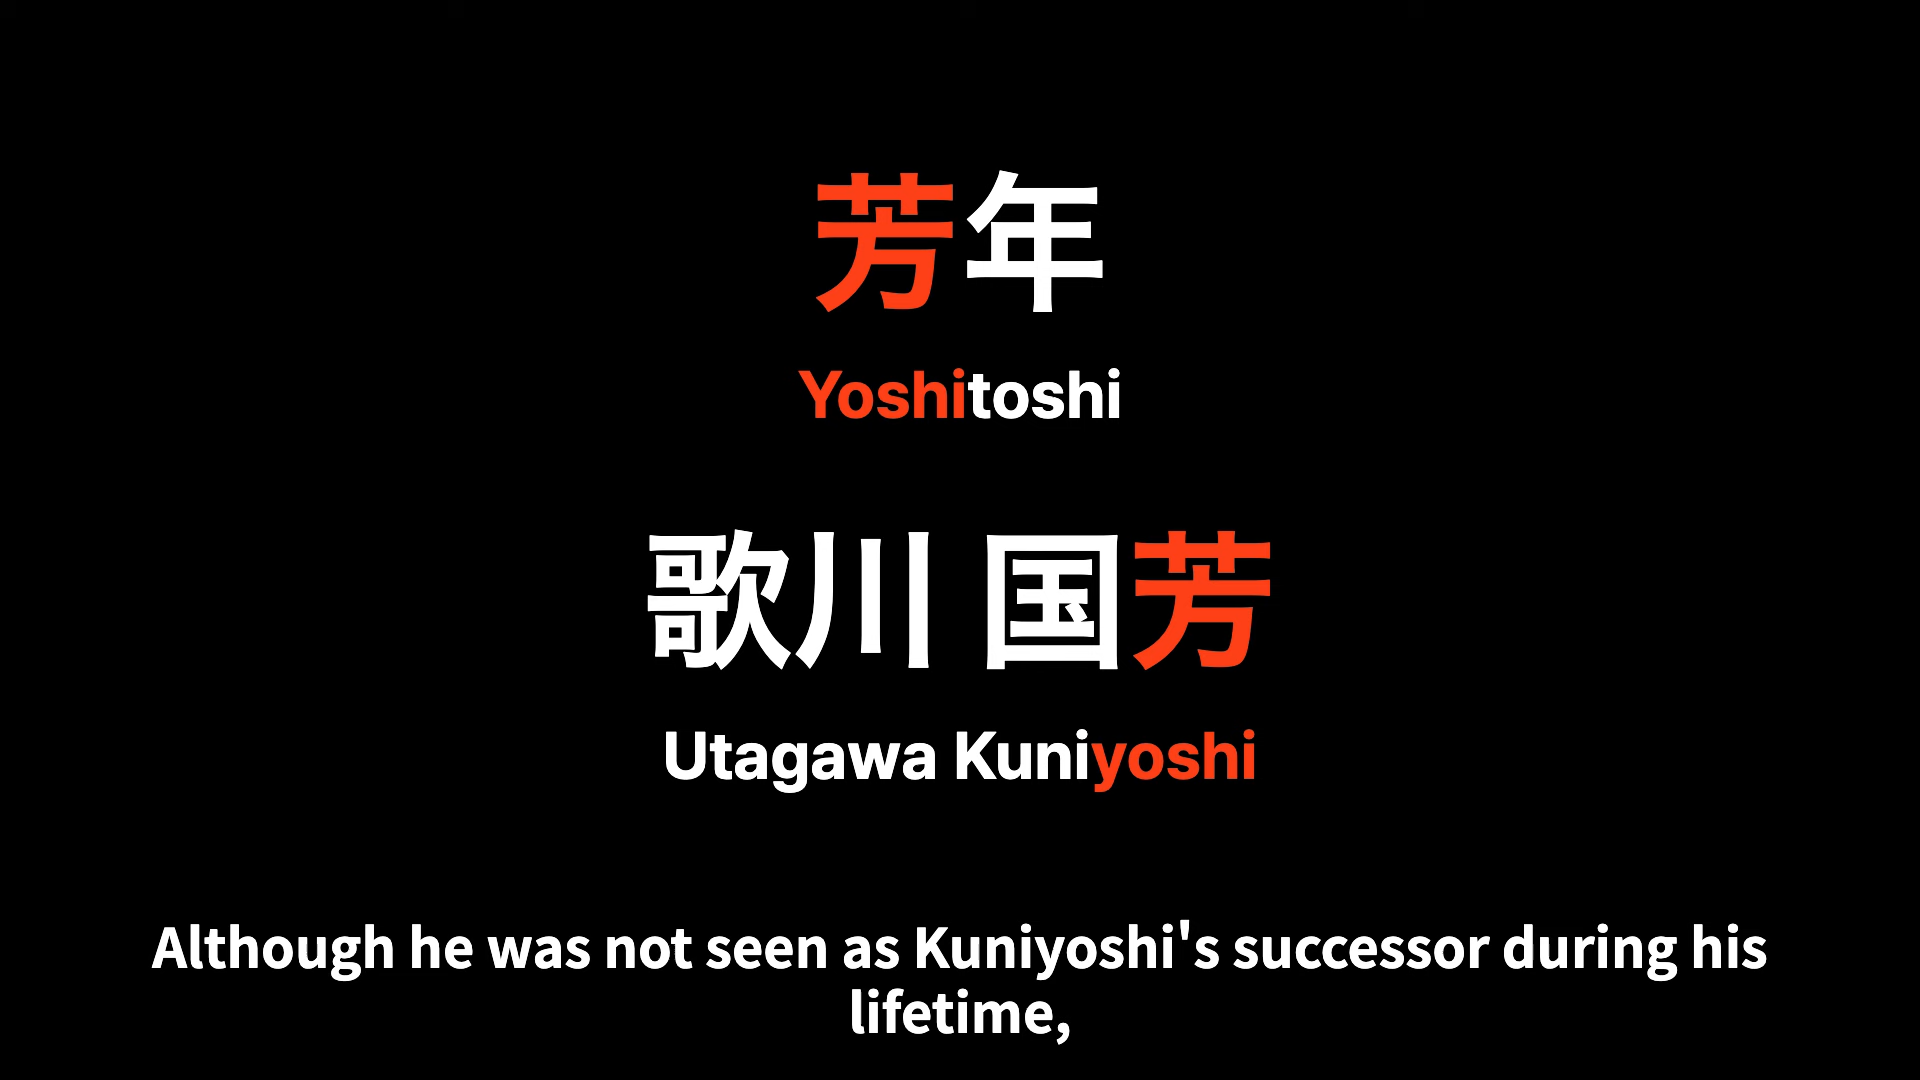 芳年
Yoshitoshi
歌川 国芳
Utagawa Kuniyoshi
Although he was not seen as Kuniyoshi's successor during his
lifetime,